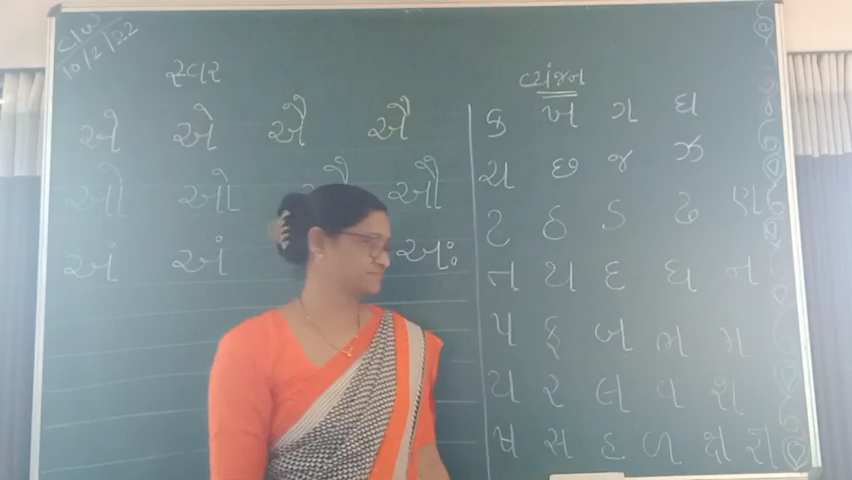 C/W
10/2/22
સ્વર
એ એ ઐ ઐ
ઓ ઓ ઔ
અં અં અઃ
વ્યંજન
ક ખ ગ ઘ
ચ છ જ ઝ
ટ ઠ ડ ઢ ણ
ત થ દ ધ ન
પ ફ બ ભ મ
ય ર લ વ શ
ષ સ હ ળ ક્ષ જ્ઞ